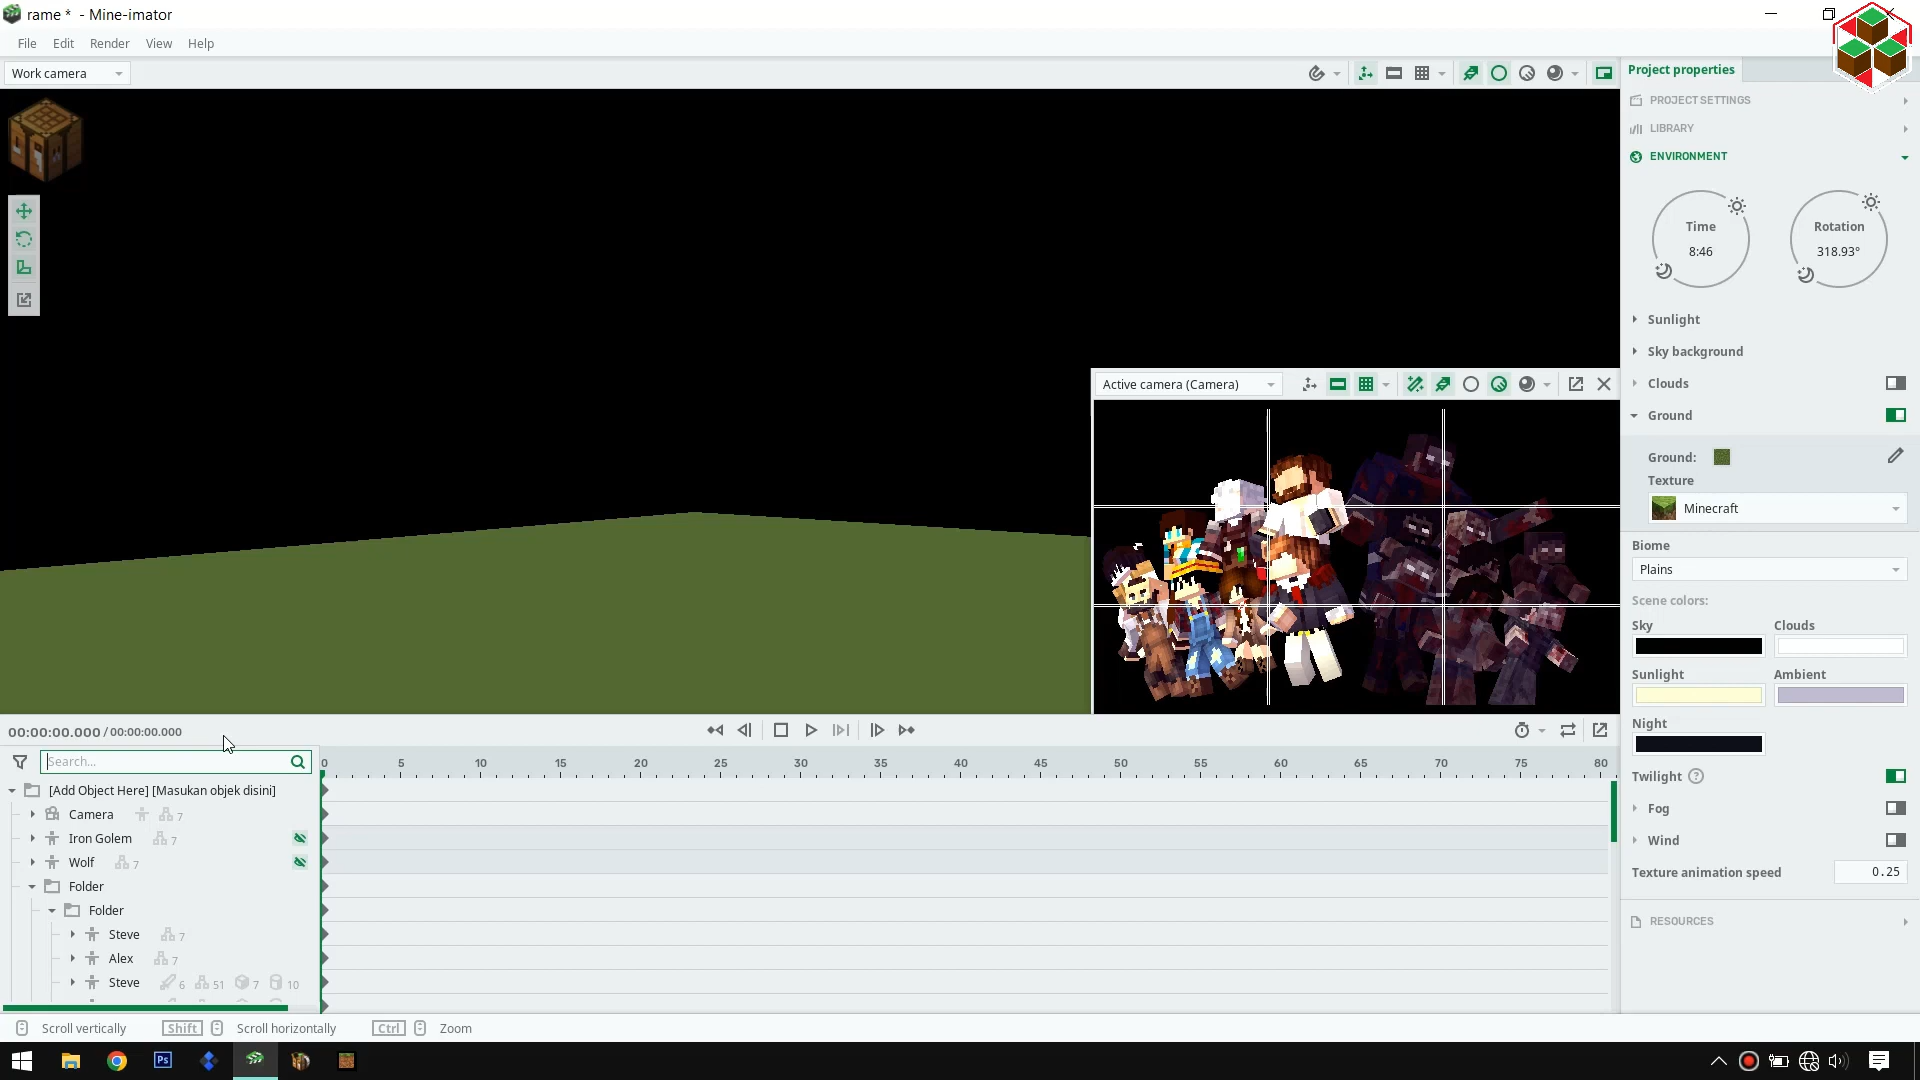 rame * - Mine-imator
File Edit Render View Help
Work camera
Project properties
PROJECT SETTINGS
LIBRARY
ENVIRONMENT
Time
8:46
Rotation
318.93°
Sunlight
Sky background
Clouds
Ground
Active camera (Camera)
Ground:
Texture
Minecraft
Biome
Plains
Scene colors:
Sky Clouds
Sunlight Ambient
Night
Twilight ?
Fog
Wind
Texture animation speed 0.25
RESOURCES
00:00:00.000 / 00:00:00.000
Search...
0 5 10 15 20 25 30 35 40 45 50 55 60 65 70 75 80
[Add Object Here] [Masukan objek disini]
Camera 7
Iron Golem 7
Wolf 7
Folder
Folder
Steve 7
Alex 7
Steve 6 51 7 10
Scroll vertically Shift Scroll horizontally Ctrl Zoom
Ps